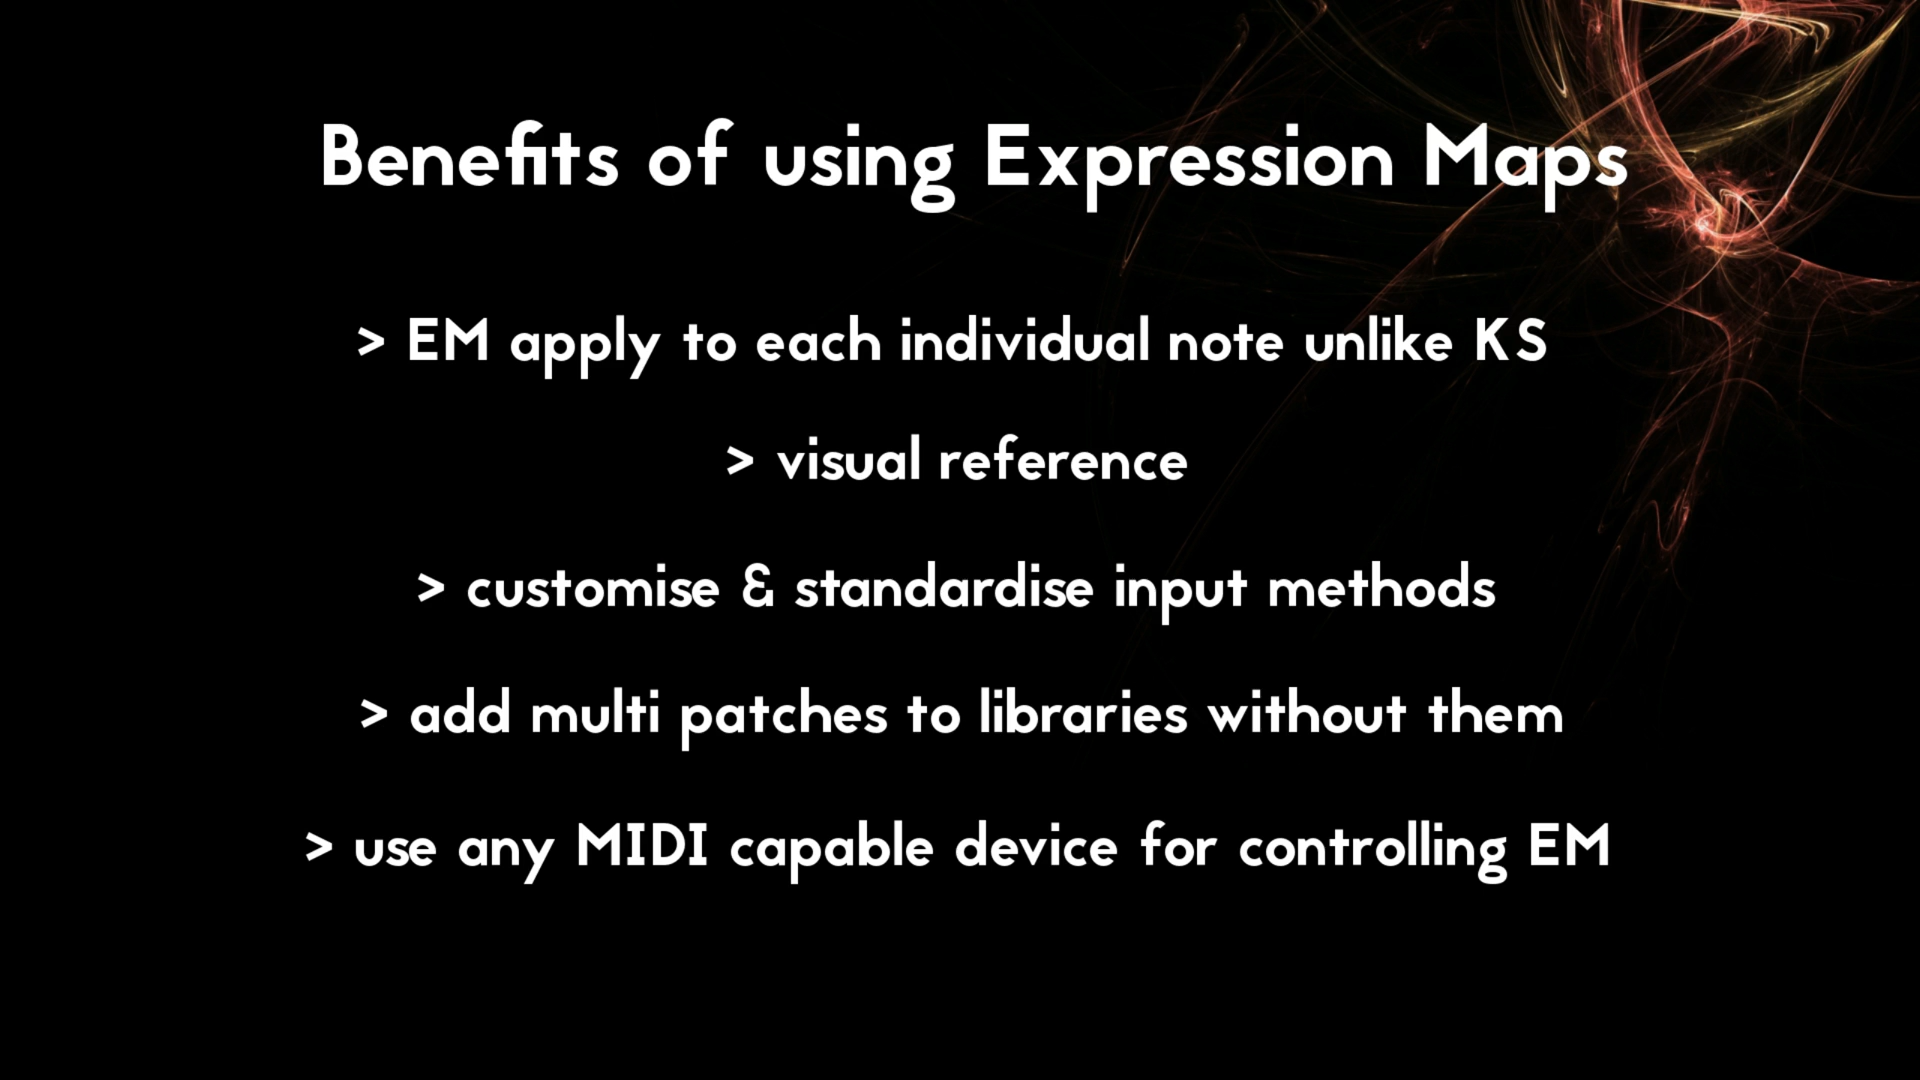 Benefits of using Expression Maps
> EM apply to each individual note unlike KS
> visual reference
> customise & standardise input methods
> add multi patches to libraries without them
> use any MIDI capable device for controlling EM